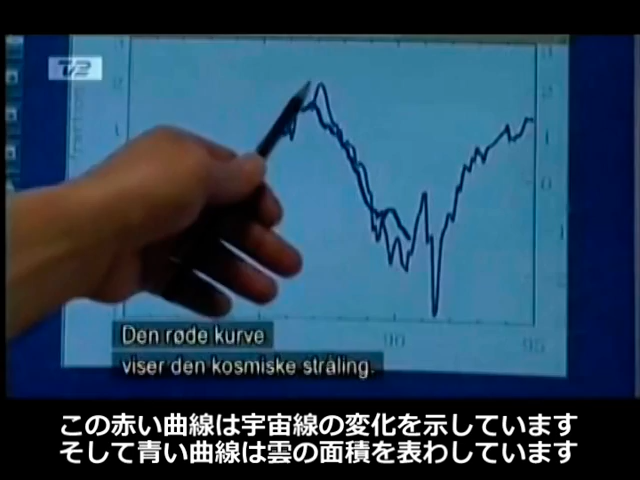 TV2
90
95
Den røde kurve
viser den kosmiske stråling.
この赤い曲線は宇宙線の変化を示しています
そして青い曲線は雲の面積を表わしています